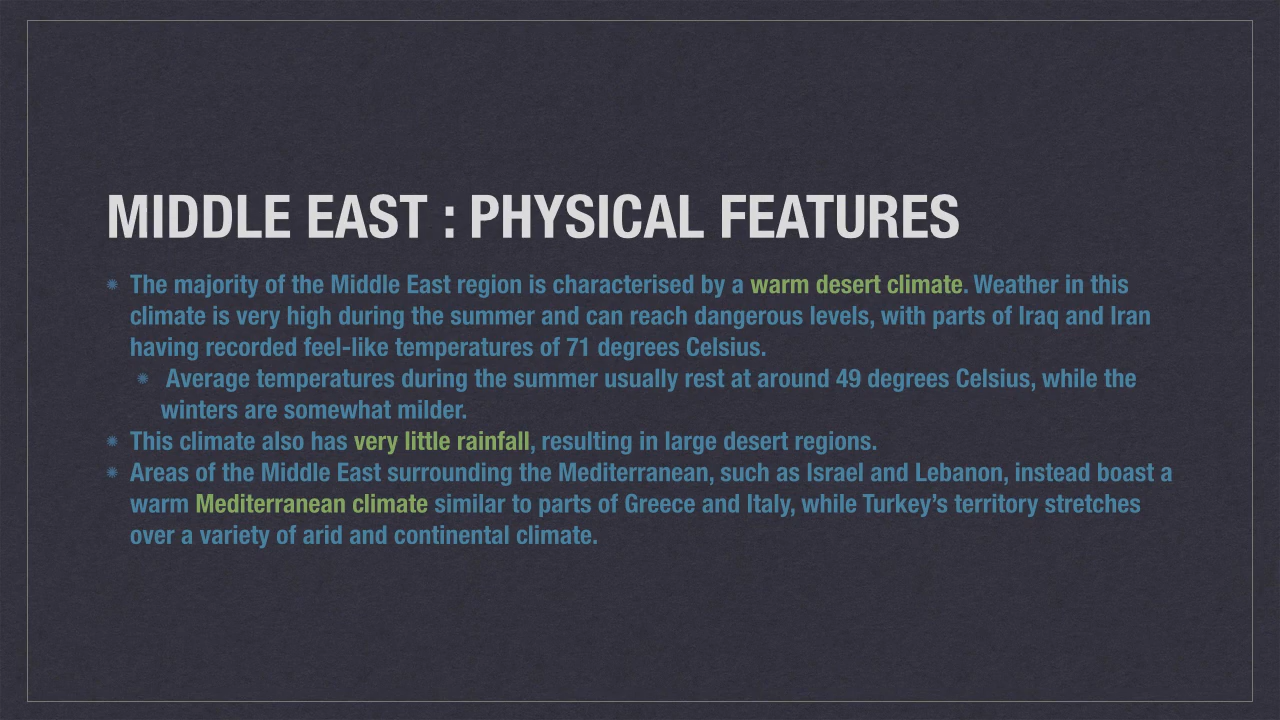 MIDDLE EAST : PHYSICAL FEATURES
The majority of the Middle East region is characterised by a warm desert climate. Weather in this
climate is very high during the summer and can reach dangerous levels, with parts of Iraq and Iran
having recorded feel-like temperatures of 71 degrees Celsius.
Average temperatures during the summer usually rest at around 49 degrees Celsius, while the
winters are somewhat milder.
This climate also has very little rainfall, resulting in large desert regions.
Areas of the Middle East surrounding the Mediterranean, such as Israel and Lebanon, instead boast a
warm Mediterranean climate similar to parts of Greece and Italy, while Turkey’s territory stretches
over a variety of arid and continental climate.